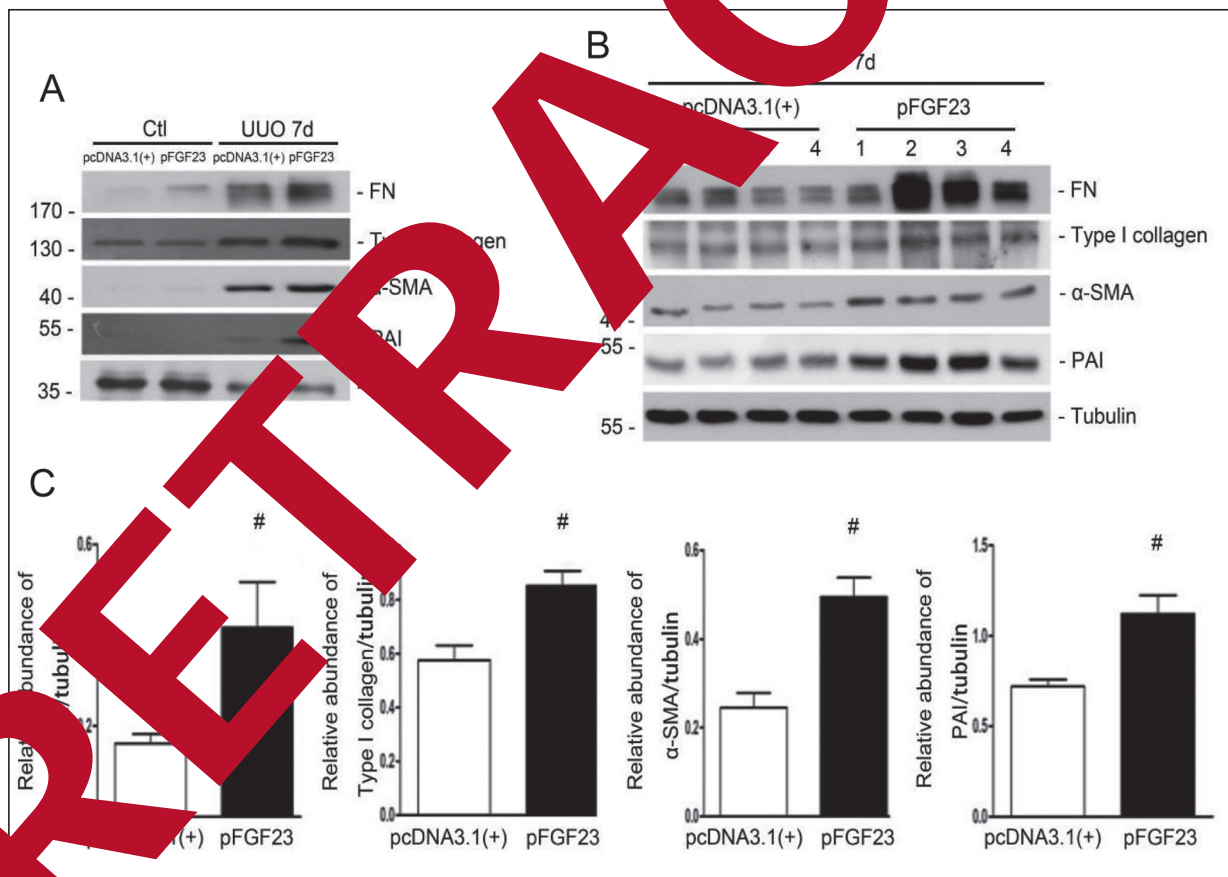 A
Ctl UUO 7d
pcDNA3.1(+) pFGF23 pcDNA3.1(+) pFGF23
- FN
170 -
130 -
40 -
55 -
35 -
B
7d
pcDNA3.1(+) pFGF23
4 1 2 3 4
- FN
- Type I collagen
- α-SMA
55 -
- PAI
- Tubulin
55 -
C
Relative abundance of
/tubulin
0.6
#
pFGF23
Relative abundance of
Type I collagen/tubulin
0.8
0.6
0.4
0.2
0.0
#
pcDNA3.1(+) pFGF23
Relative abundance of
α-SMA/tubulin
0.6
0.4
0.2
0.0
#
pcDNA3.1(+) pFGF23
Relative abundance of
PAI/tubulin
1.5
1.0
0.5
0.0
#
pcDNA3.1(+) pFGF23
RETRAC